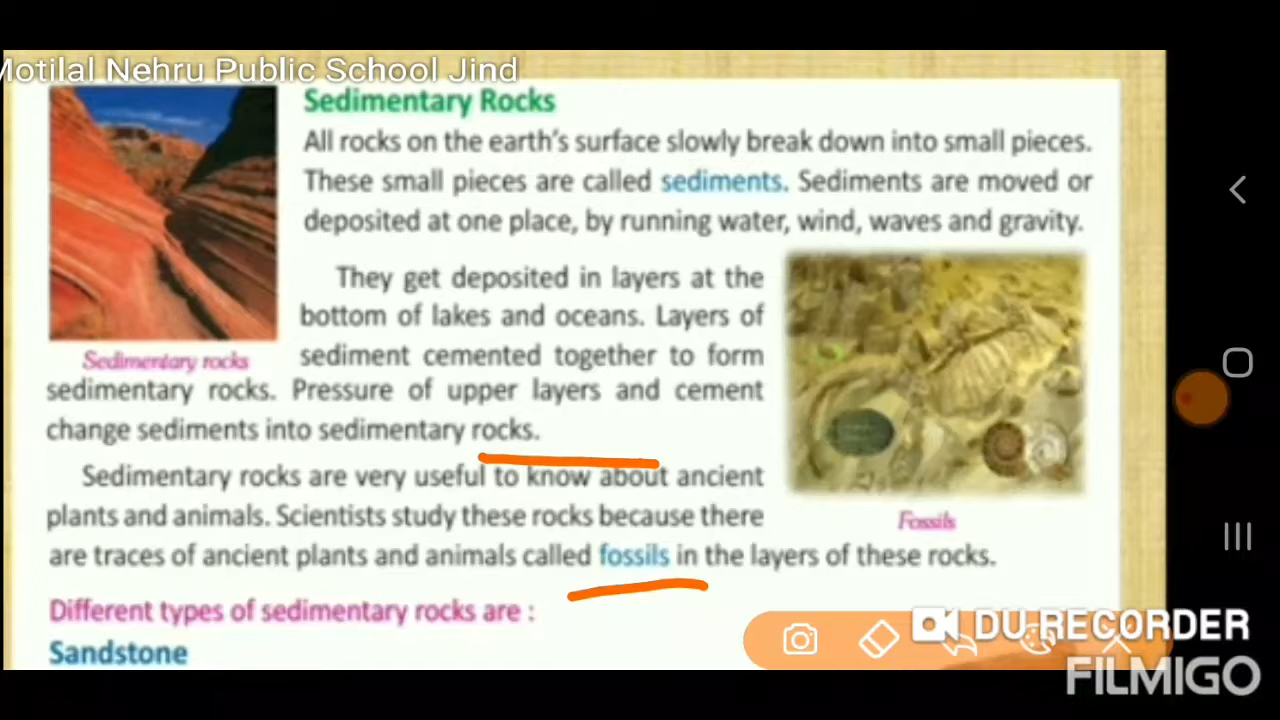 Motilal Nehru Public School Jind
Sedimentary Rocks
All rocks on the earth's surface slowly break down into small pieces.
These small pieces are called sediments. Sediments are moved or
deposited at one place, by running water, wind, waves and gravity.
They get deposited in layers at the
bottom of lakes and oceans. Layers of
sediment cemented together to form
sedimentary rocks. Pressure of upper layers and cement
change sediments into sedimentary rocks.
Sedimentary rocks
Sedimentary rocks are very useful to know about ancient
plants and animals. Scientists study these rocks because there
are traces of ancient plants and animals called fossils in the layers of these rocks.
Fossils
Different types of sedimentary rocks are :
Sandstone
DU RECORDER
FILMIGO